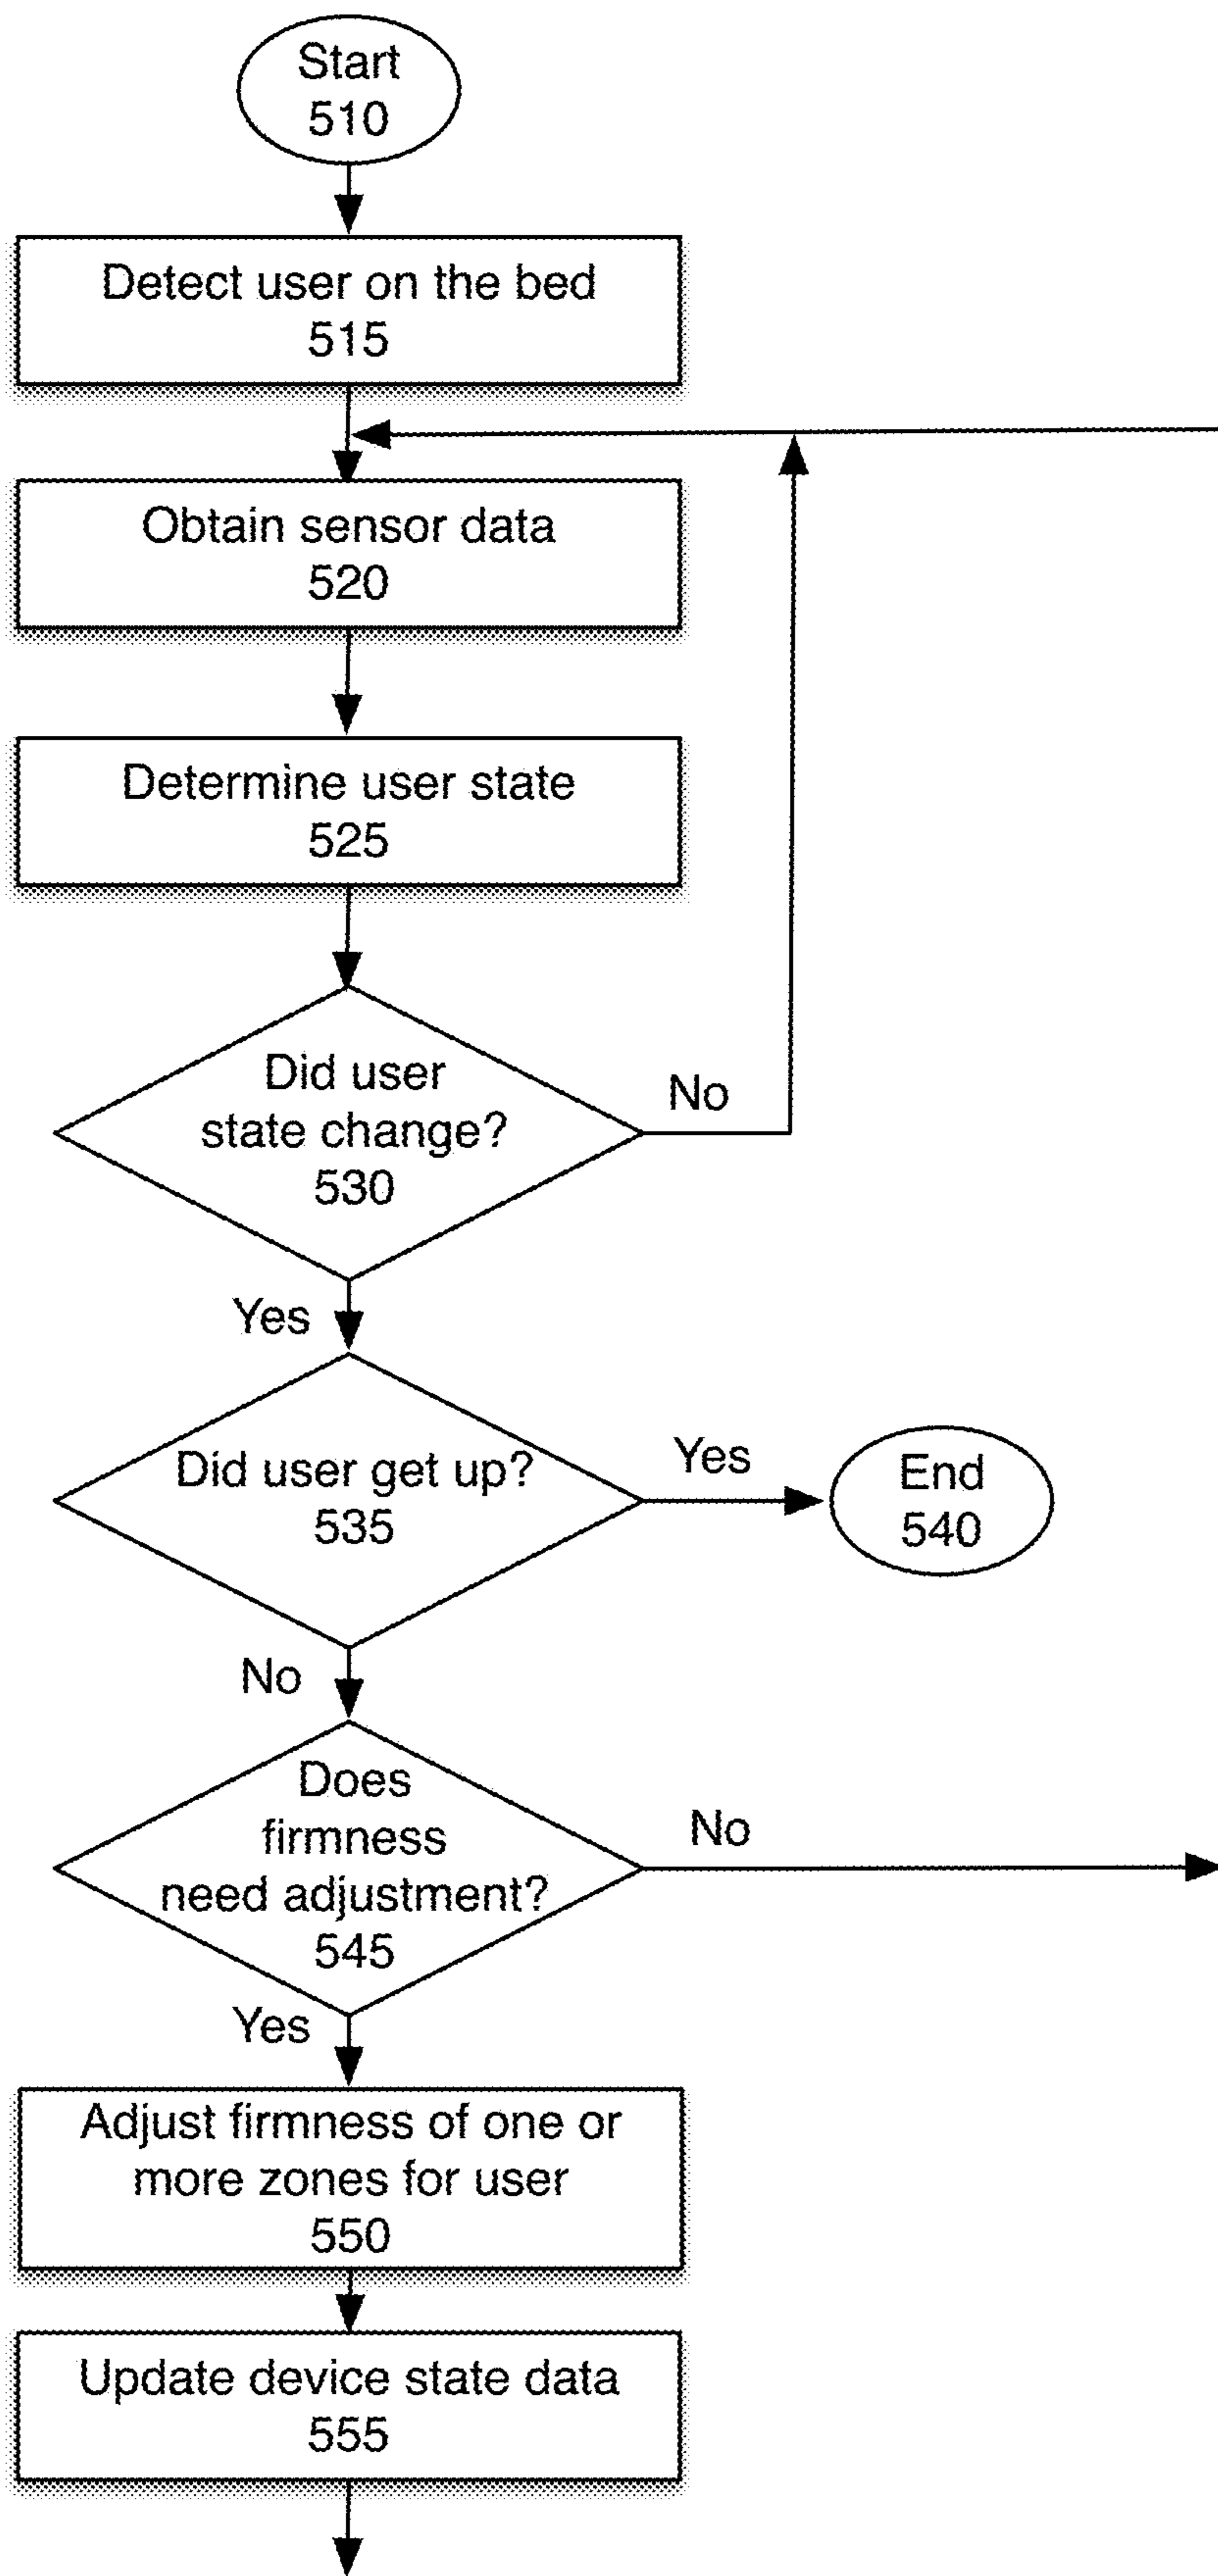 Start
510
Detect user on the bed
515
Obtain sensor data
520
Determine user state
525
Did user
state change?
530
No
Yes
Did user get up?
535
Yes
End
540
No
Does
firmness
need adjustment?
545
No
Yes
Adjust firmness of one or
more zones for user
550
Update device state data
555